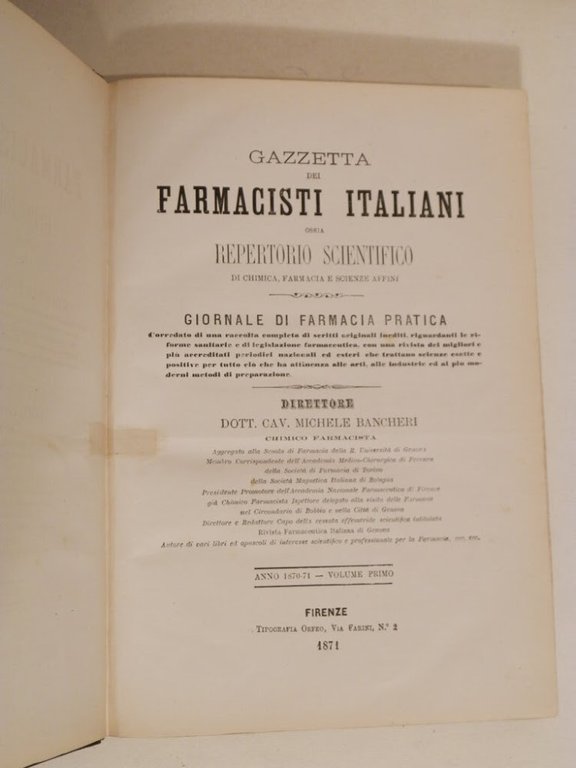 GAZZETTA
DEI
FARMACISTI ITALIANI
OSSIA
REPERTORIO SCIENTIFICO
DI CHIMICA, FARMACIA E SCIENZE AFFINI
GIORNALE DI FARMACIA PRATICA
Corredato di una raccolta completa di scritti originali inediti, riguardanti le ri-
forme sanitarie e di legislazione farmaceutica, con una rivista dei migliori e
più accreditati periodici nazionali ed esteri che trattano scienze esatte e
positive per tutto ciò che ha attinenza alle arti, alle industrie ed ai più mo-
derni metodi di preparazione.
DIRETTORE
DOTT. CAV. MICHELE BANCHERI
CHIMICO FARMACISTA
Aggregato alla Scuola di Farmacia della R. Università di Genova
Membro Corrispondente dell'Accademia Medico-Chirurgica di Ferrara
della Società di Farmacia di Torino
della Società Magnetica Italiana di Bologna
Presidente Promotore dell'Accademia Nazionale Farmaceutica di Firenze
già Chimico Farmacista Ispettore delegato alla visita delle Farmacie
nel Circondario di Bobbio e nella Città di Genova
Direttore e Redattore Capo della cessata effemeride scientifica intitolata
Rivista Farmaceutica Italiana di Genova
Autore di vari libri ed opuscoli di interesse scientifico e professionale per la Farmacia, ecc. ecc.
ANNO 1870-71 — VOLUME PRIMO
FIRENZE
TIPOGRAFIA ORFEO, VIA FARINI, N.° 2
1871